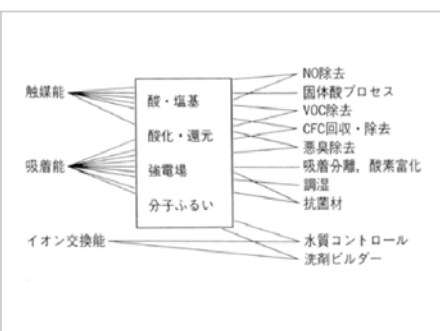 触媒能
吸着能
イオン交換能
酸・塩基
酸化・還元
強電場
分子ふるい
NO除去
固体酸プロセス
VOC除去
CFC回収・除去
悪臭除去
吸着分離，酸素富化
調湿
抗菌材
水質コントロール
洗剤ビルダー